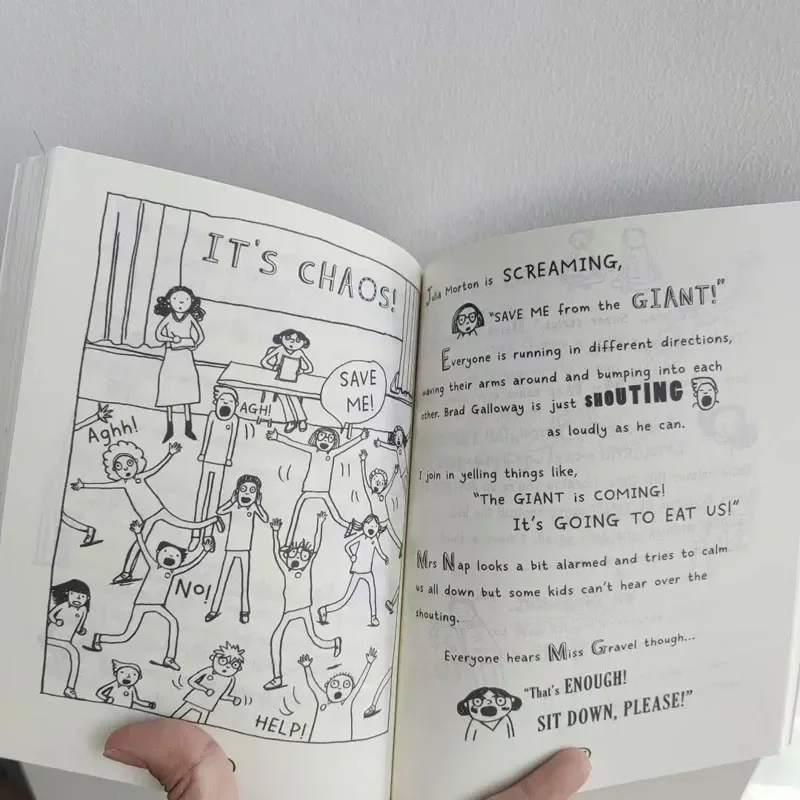 IT'S CHAOS!
SAVE
ME!
AGH!
Aghh!
No!
HELP!
Julia Morton is SCREAMING,
"SAVE ME from the GIANT!"
Everyone is running in different directions,
waving their arms around and bumping into each
other. Brad Galloway is just SHOUTING
as loudly as he can.
I join in yelling things like,
"The GIANT is COMING!
IT'S GOING TO EAT US!"
Mrs Nap looks a bit alarmed and tries to calm
us all down but some kids can't hear over the
shouting.
Everyone hears Miss Gravel though...
"That's ENOUGH!
SIT DOWN, PLEASE!"